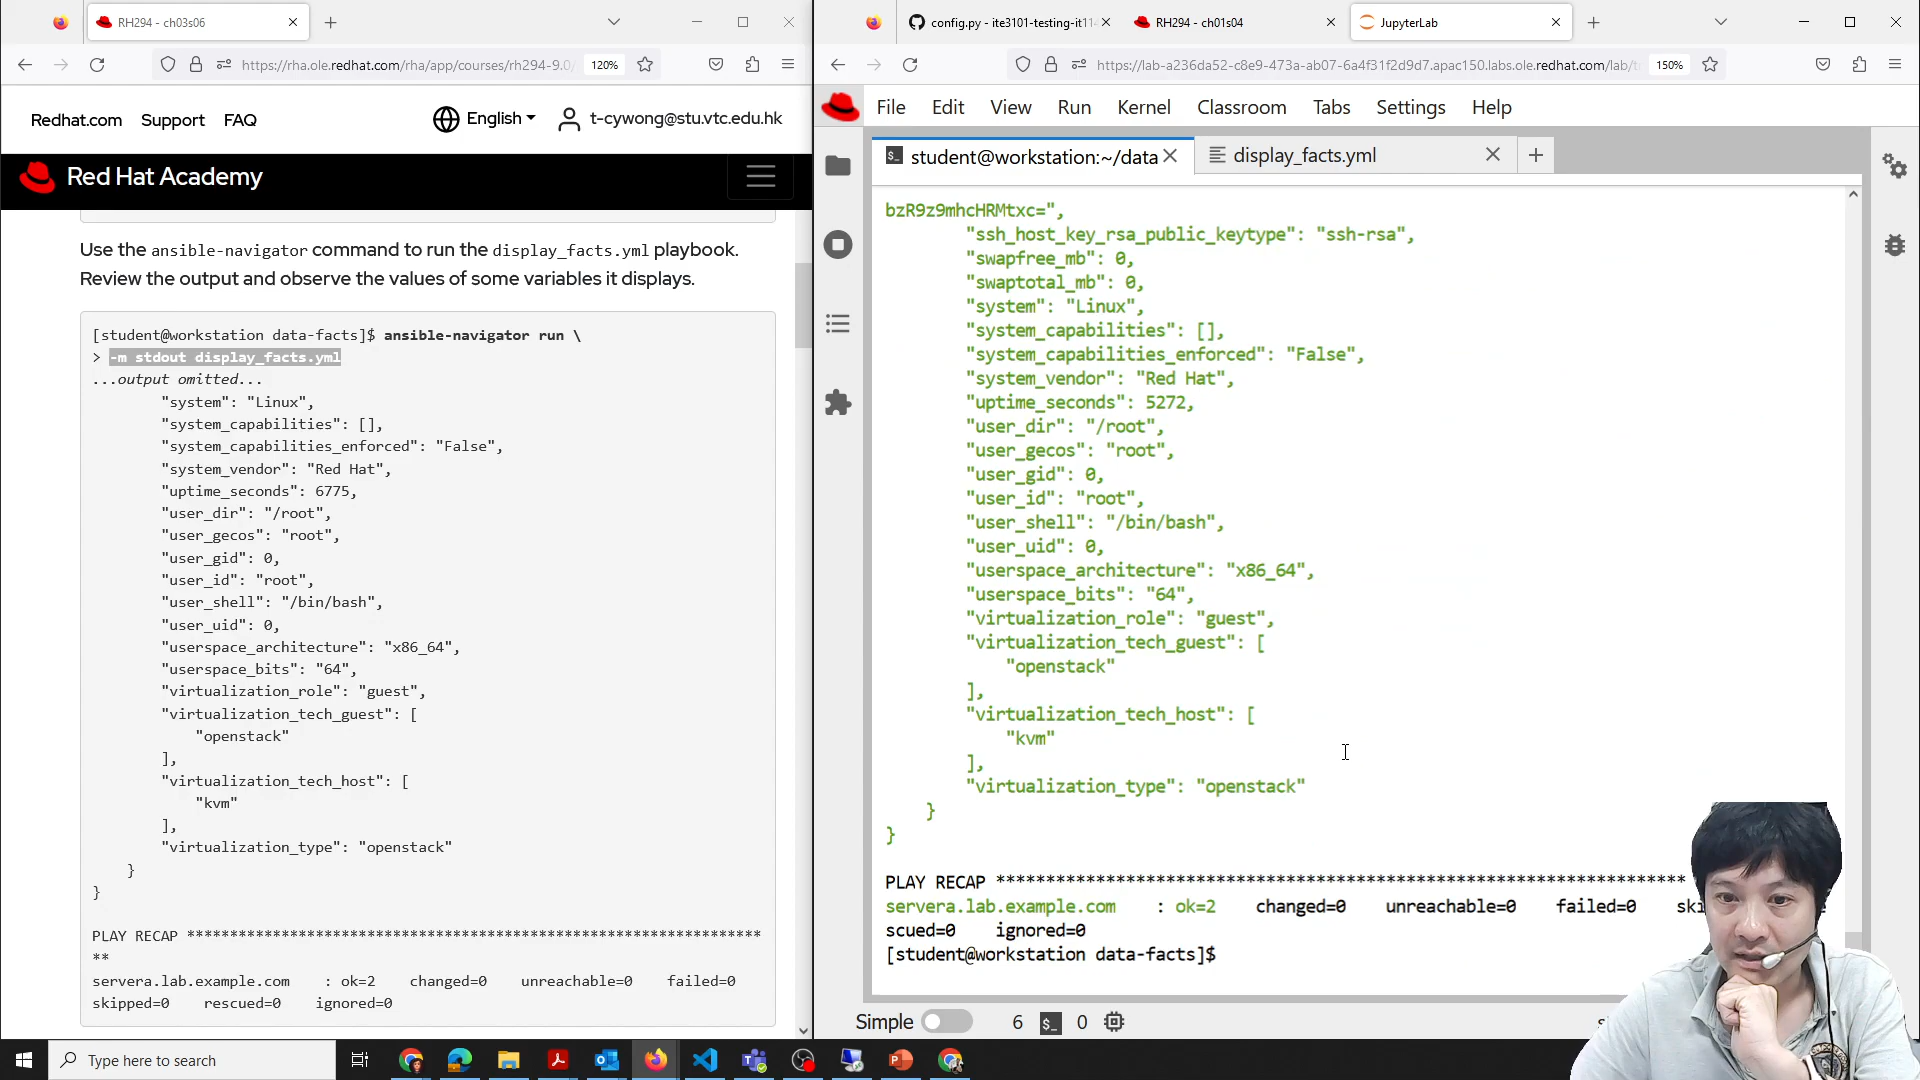 RH294 - ch03s06
https://rha.ole.redhat.com/rha/app/courses/rh294-9.0/
120%
Redhat.com
Support
FAQ
English
t-cywong@stu.vtc.edu.hk
Red Hat Academy
Use the ansible-navigator command to run the display_facts.yml playbook.
Review the output and observe the values of some variables it displays.
[student@workstation data-facts]$ ansible-navigator run \
> -m stdout display_facts.yml
...output omitted...
"system": "Linux",
"system_capabilities": [],
"system_capabilities_enforced": "False",
"system_vendor": "Red Hat",
"uptime_seconds": 6775,
"user_dir": "/root",
"user_gecos": "root",
"user_gid": 0,
"user_id": "root",
"user_shell": "/bin/bash",
"user_uid": 0,
"userspace_architecture": "x86_64",
"userspace_bits": "64",
"virtualization_role": "guest",
"virtualization_tech_guest": [
"openstack"
],
"virtualization_tech_host": [
"kvm"
],
"virtualization_type": "openstack"
}
}
PLAY RECAP *******************************************************************
**
servera.lab.example.com : ok=2 changed=0 unreachable=0 failed=0
skipped=0 rescued=0 ignored=0
config.py - ite3101-testing-it114
RH294 - ch01s04
JupyterLab
https://lab-a236da52-c8e9-473a-ab07-6a4f31f2d9d7.apac150.labs.ole.redhat.com/lab/t
150%
File Edit View Run Kernel Classroom Tabs Settings Help
student@workstation:~/data
display_facts.yml
bzR9z9mhcHRMtxc=",
"ssh_host_key_rsa_public_keytype": "ssh-rsa",
"swapfree_mb": 0,
"swaptotal_mb": 0,
"system": "Linux",
"system_capabilities": [],
"system_capabilities_enforced": "False",
"system_vendor": "Red Hat",
"uptime_seconds": 5272,
"user_dir": "/root",
"user_gecos": "root",
"user_gid": 0,
"user_id": "root",
"user_shell": "/bin/bash",
"user_uid": 0,
"userspace_architecture": "x86_64",
"userspace_bits": "64",
"virtualization_role": "guest",
"virtualization_tech_guest": [
"openstack"
],
"virtualization_tech_host": [
"kvm"
],
"virtualization_type": "openstack"
}
}
PLAY RECAP *********************************************************************
servera.lab.example.com : ok=2 changed=0 unreachable=0 failed=0
scued=0 ignored=0
[student@workstation data-facts]$
Simple 6 0
Type here to search